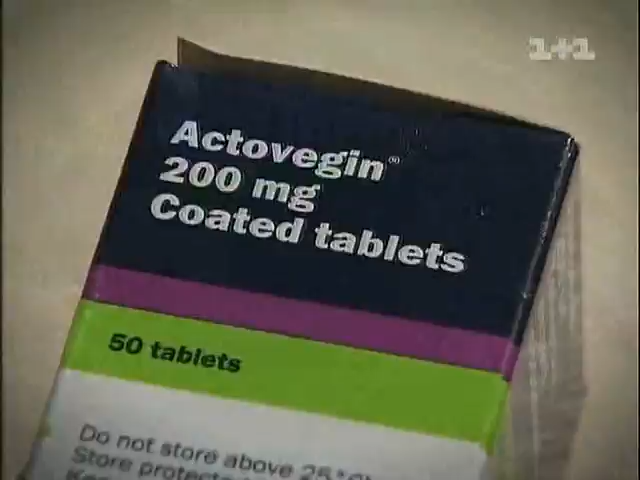 1+1
Actovegin®
200 mg
Coated tablets
50 tablets
Do not store above 25°C
Store protected